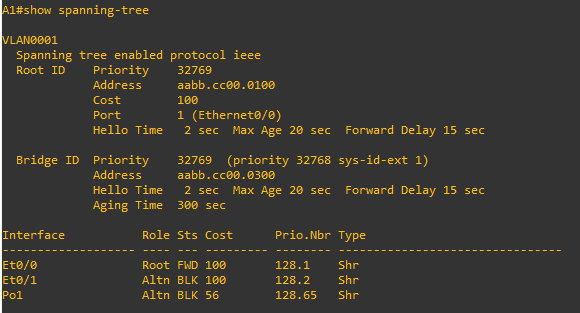 A1#show spanning-tree
VLAN0001
Spanning tree enabled protocol ieee
Root ID    Priority    32769
Address     aabb.cc00.0100
Cost        100
Port        1 (Ethernet0/0)
Hello Time   2 sec  Max Age 20 sec  Forward Delay 15 sec
Bridge ID  Priority    32769  (priority 32768 sys-id-ext 1)
Address     aabb.cc00.0300
Hello Time   2 sec  Max Age 20 sec  Forward Delay 15 sec
Aging Time  300 sec
Interface           Role Sts Cost      Prio.Nbr Type
------------------- ---- --- --------- -------- --------------------------------
Et0/0               Root FWD 100       128.1    Shr
Et0/1               Altn BLK 100       128.2    Shr
Po1                 Altn BLK 56        128.65   Shr